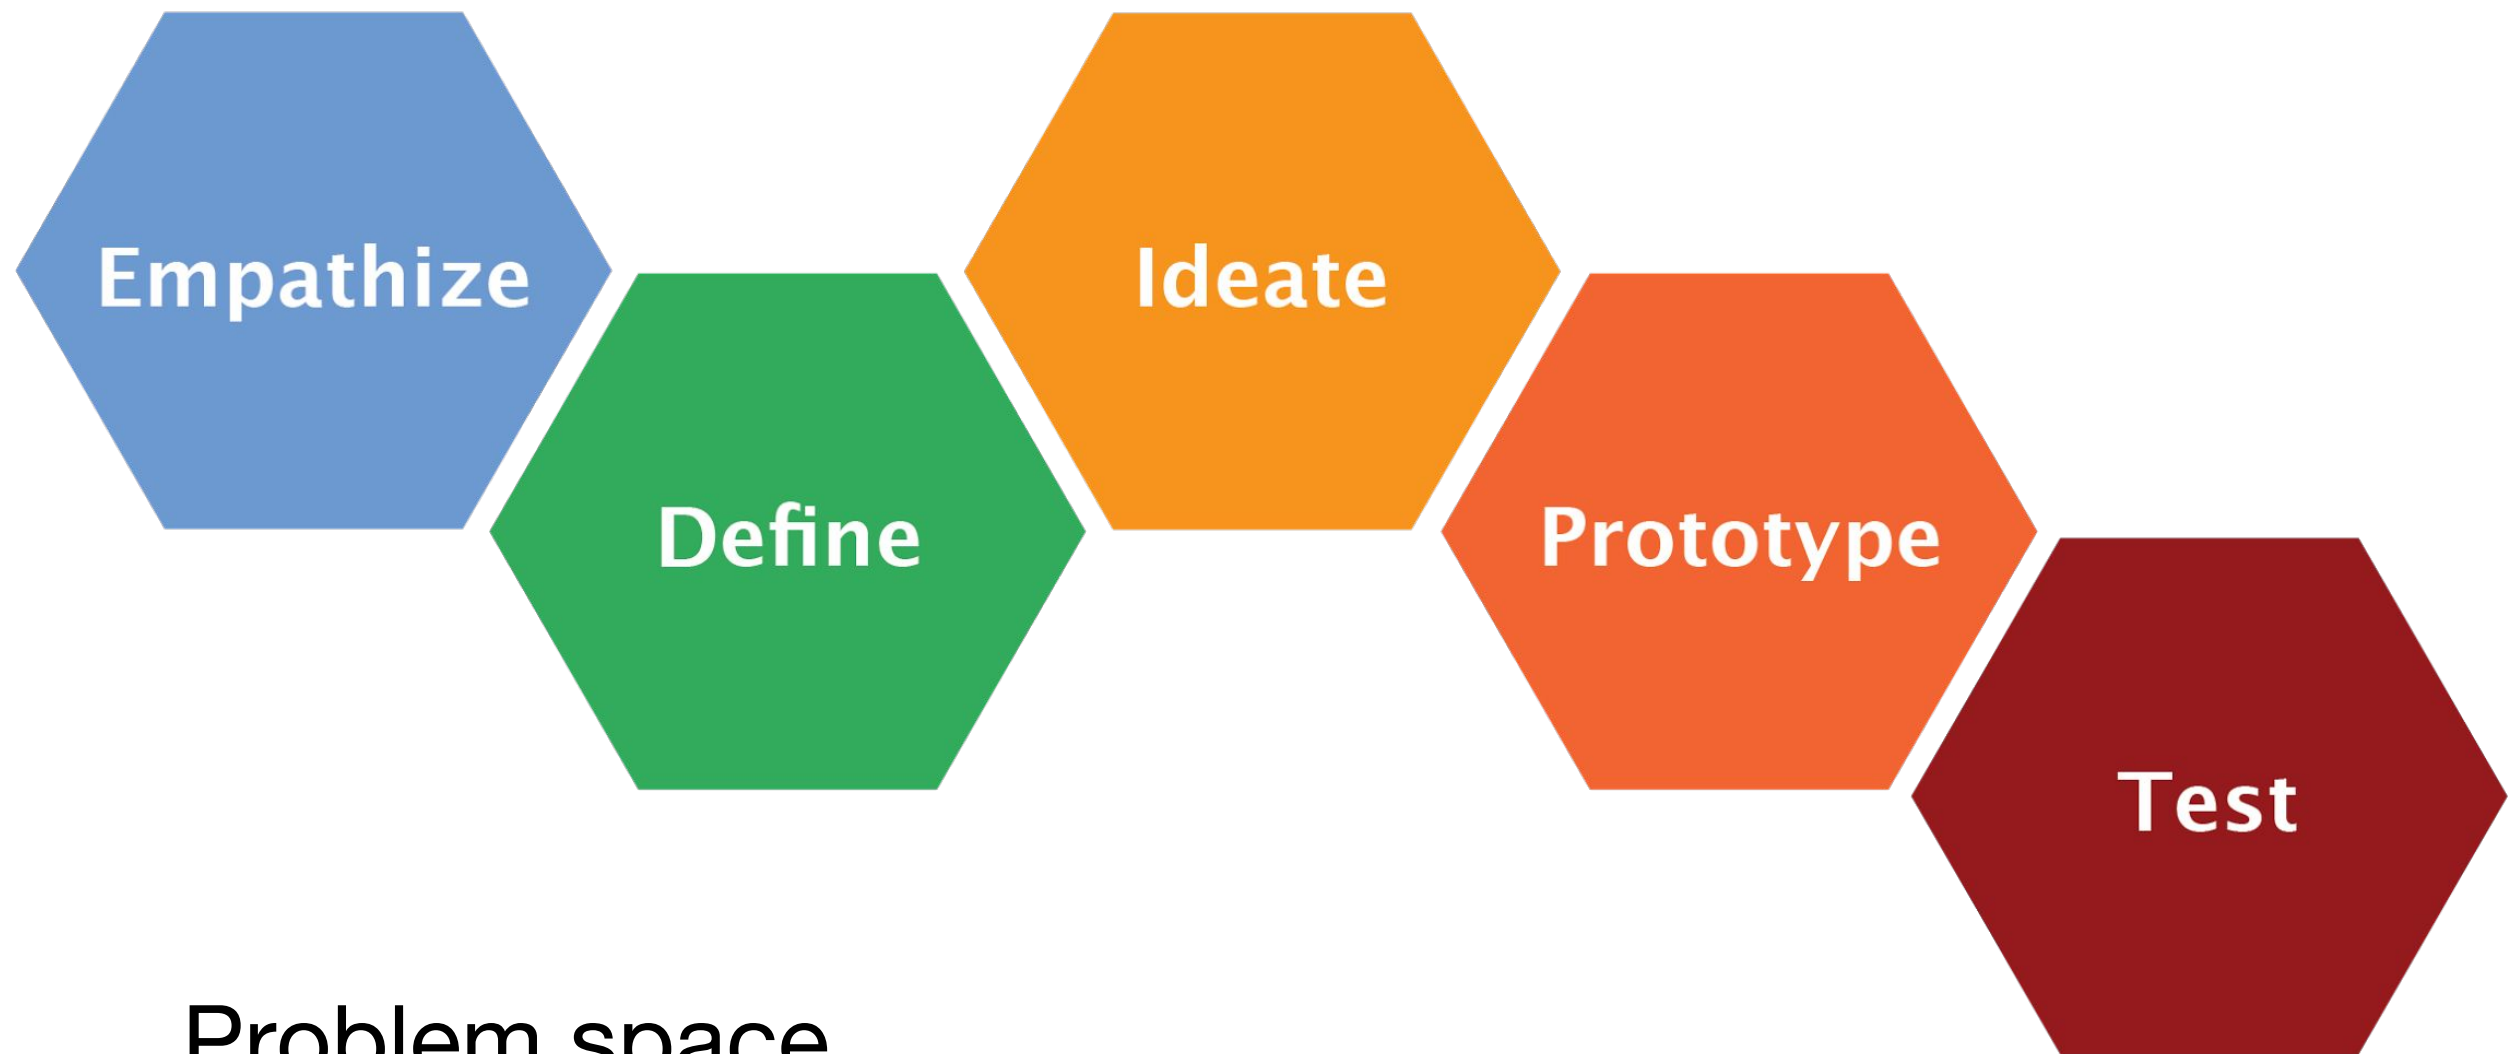 Empathize
Define
Ideate
Prototype
Test
Problem space